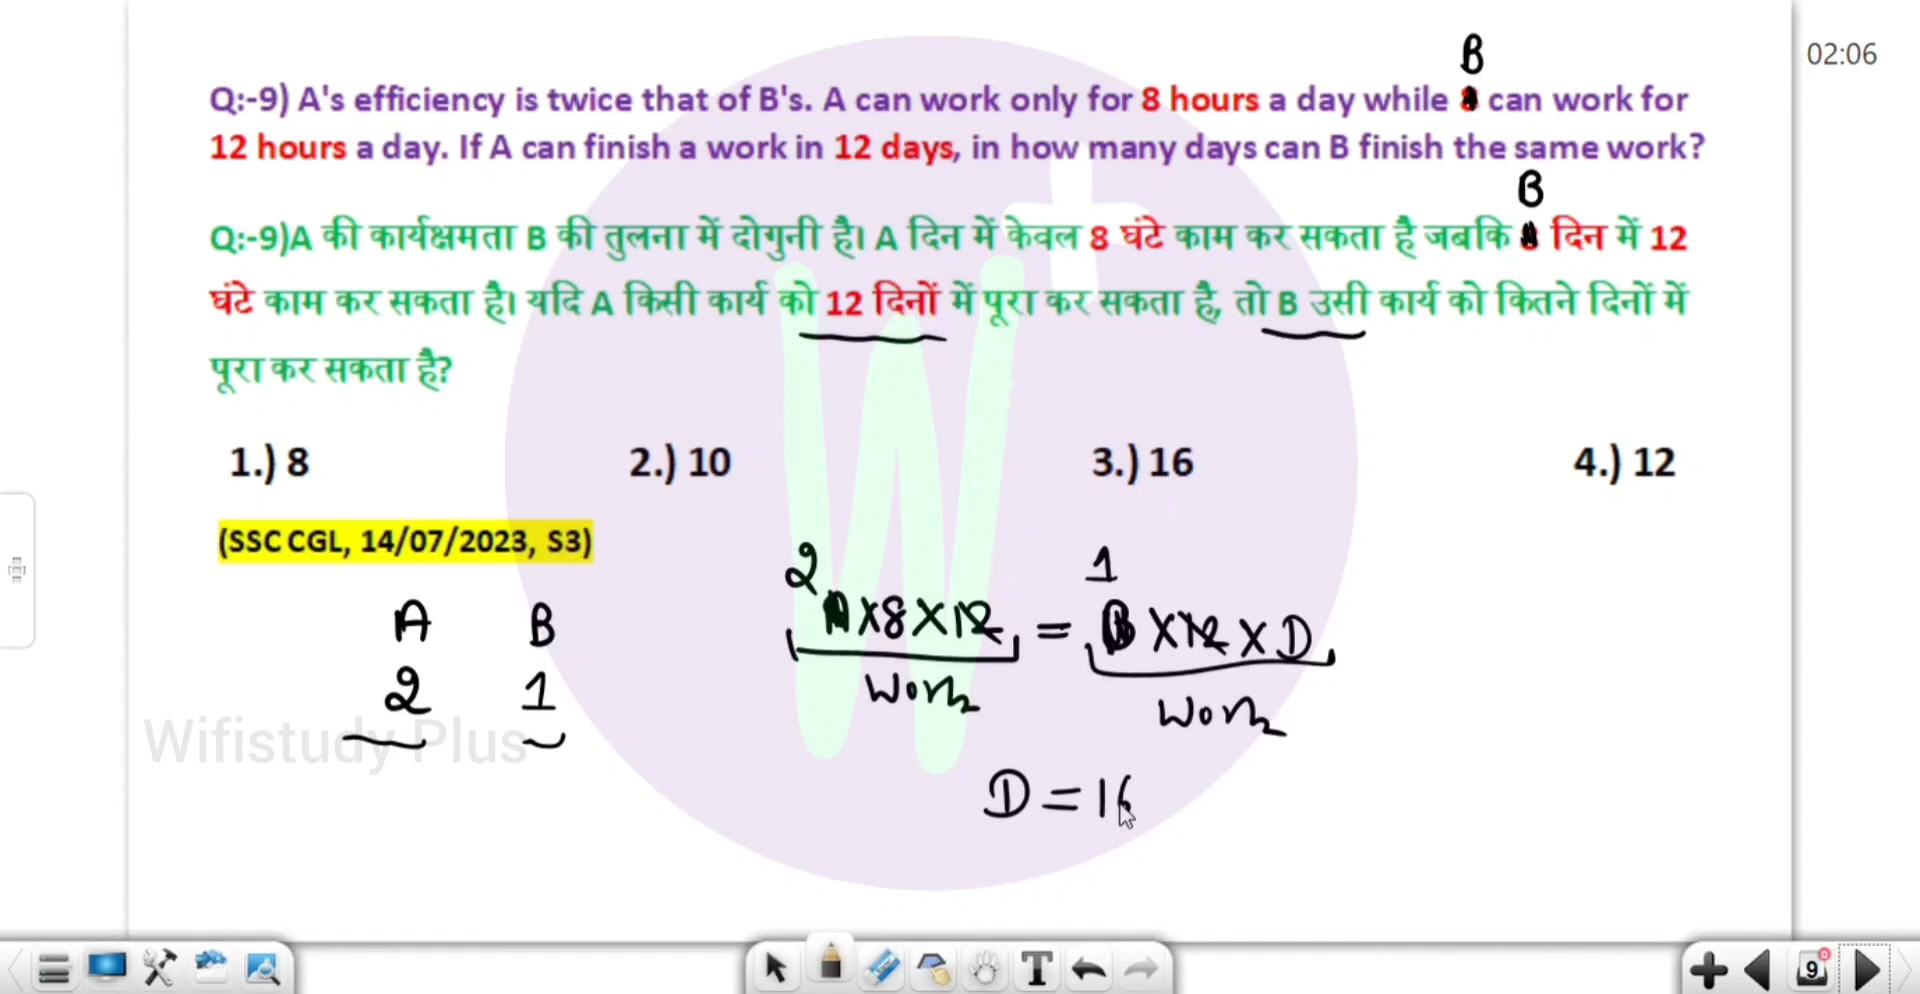 B
02:06
Q:-9) A's efficiency is twice that of B's. A can work only for 8 hours a day while can work for
12 hours a day. If A can finish a work in 12 days, in how many days can B finish the same work?
B
Q:-9)A की कार्यक्षमता B की तुलना में दोगुनी है। A दिन में केवल 8 घंटे काम कर सकता है जबकि दिन में 12
घंटे काम कर सकता है। यदि A किसी कार्य को 12 दिनों में पूरा कर सकता है, तो B उसी कार्य को कितने दिनों में
पूरा कर सकता है?
1.) 8 2.) 10 3.) 16 4.) 12
(SSC CGL, 14/07/2023, S3)
2 1
A B A×8×12 = B×12×D
2 1 Work Work
Wifistudy Plus
D = 16
9